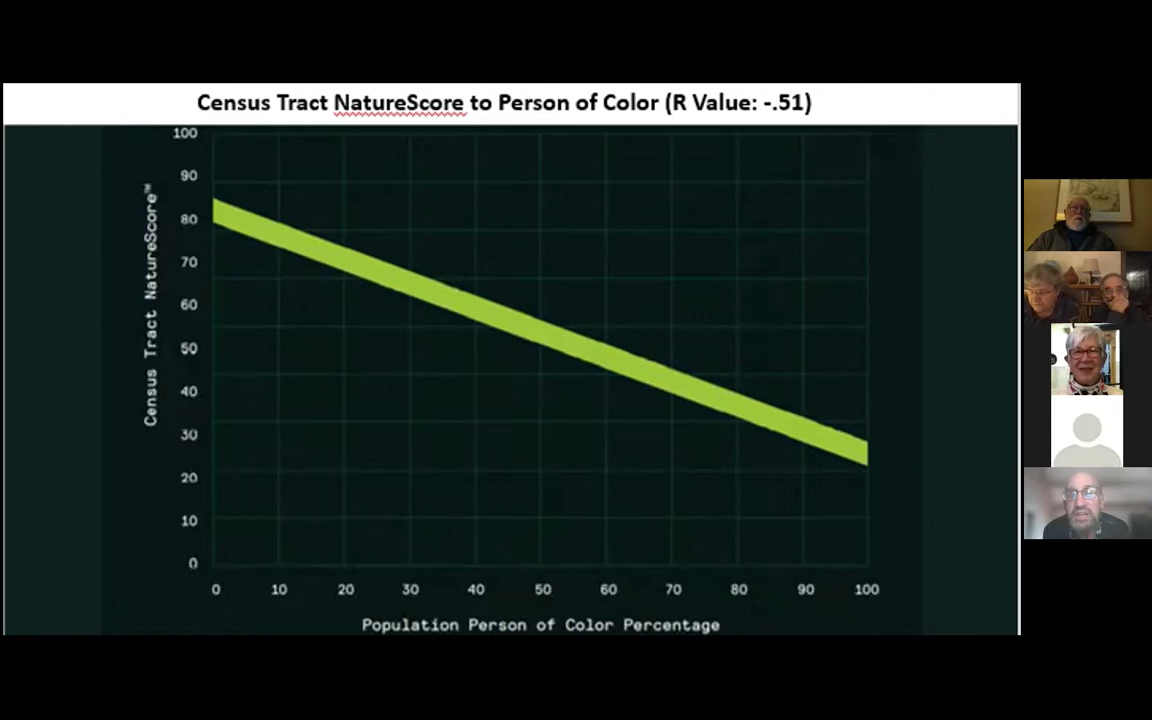 Census Tract NatureScore to Person of Color (R Value: -.51)
100
90
80
70
60
50
40
30
20
10
0
Census Tract NatureScore™
0 10 20 30 40 50 60 70 80 90 100
Population Person of Color Percentage